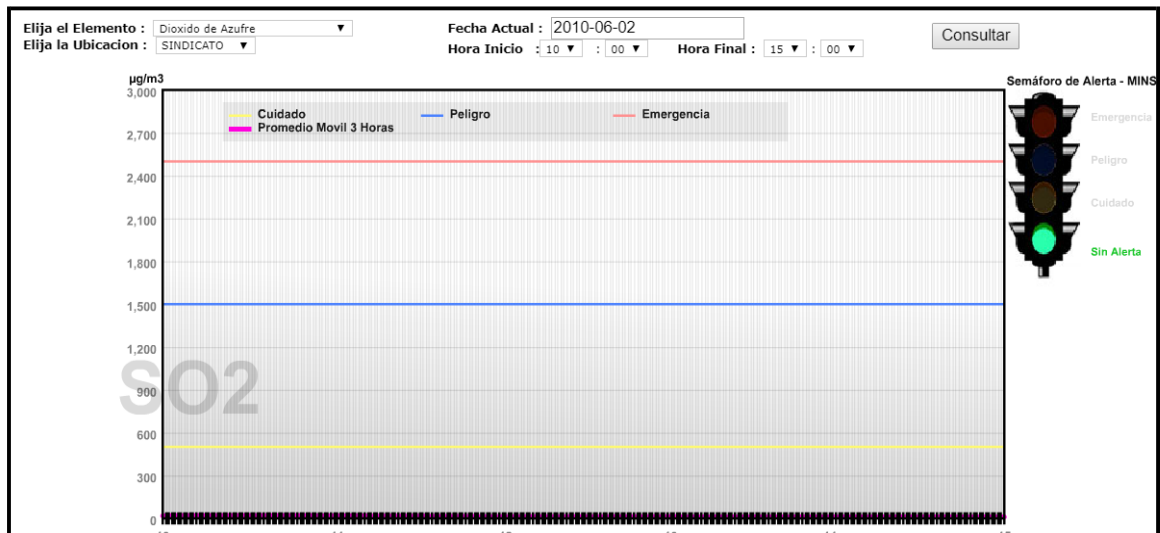 Elija el Elemento : Dioxido de Azufre
Elija la Ubicacion : SINDICATO
Fecha Actual : 2010-06-02
Hora Inicio : 10 : 00 Hora Final : 15 : 00
Consultar
µg/m3
Semáforo de Alerta - MINS
3,000
Cuidado Peligro Emergencia
Promedio Movil 3 Horas
2,700
2,400
2,100
1,800
1,500
1,200
900
600
300
0
SO2
Emergencia
Peligro
Cuidado
Sin Alerta